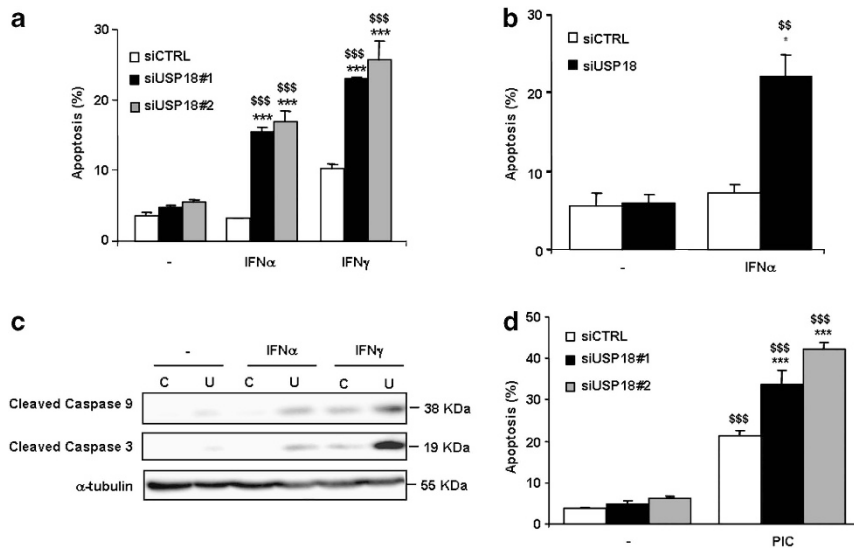 a
30
20
10
0
Apoptosis (%)
siCTRL
siUSP18#1
siUSP18#2
$$$
***
$$$
***
$$$
***
$$$
***
- IFNα IFNγ
b
30
20
10
0
Apoptosis (%)
siCTRL
siUSP18
$$
*
- IFNα
c
- IFNα IFNγ
C U C U C U
Cleaved Caspase 9
38 KDa
Cleaved Caspase 3
19 KDa
α-tubulin
55 KDa
d
50
40
30
20
10
0
Apoptosis (%)
siCTRL
siUSP18#1
siUSP18#2
$$$
$$$
***
$$$
***
- PIC